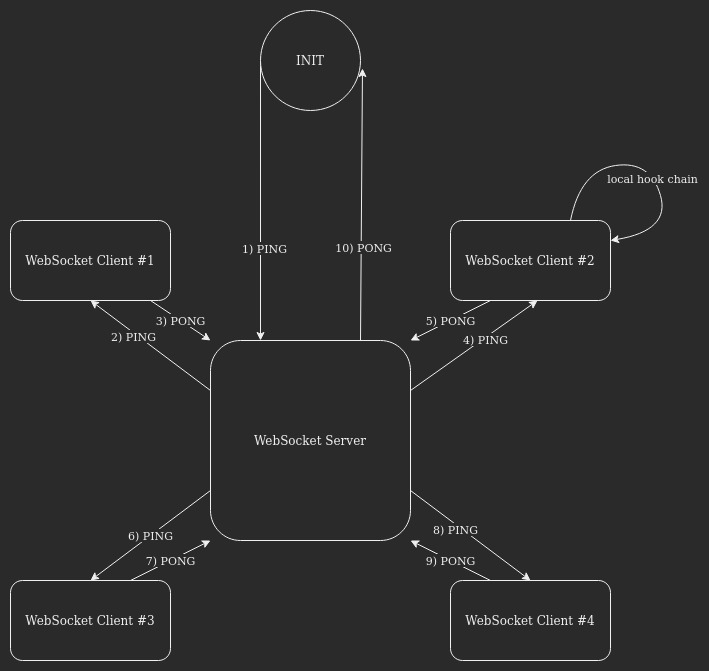 INIT
local hook chain
1) PING
10) PONG
WebSocket Client #1
WebSocket Client #2
3) PONG
5) PONG
2) PING
4) PING
WebSocket Server
6) PING
8) PING
7) PONG
9) PONG
WebSocket Client #3
WebSocket Client #4